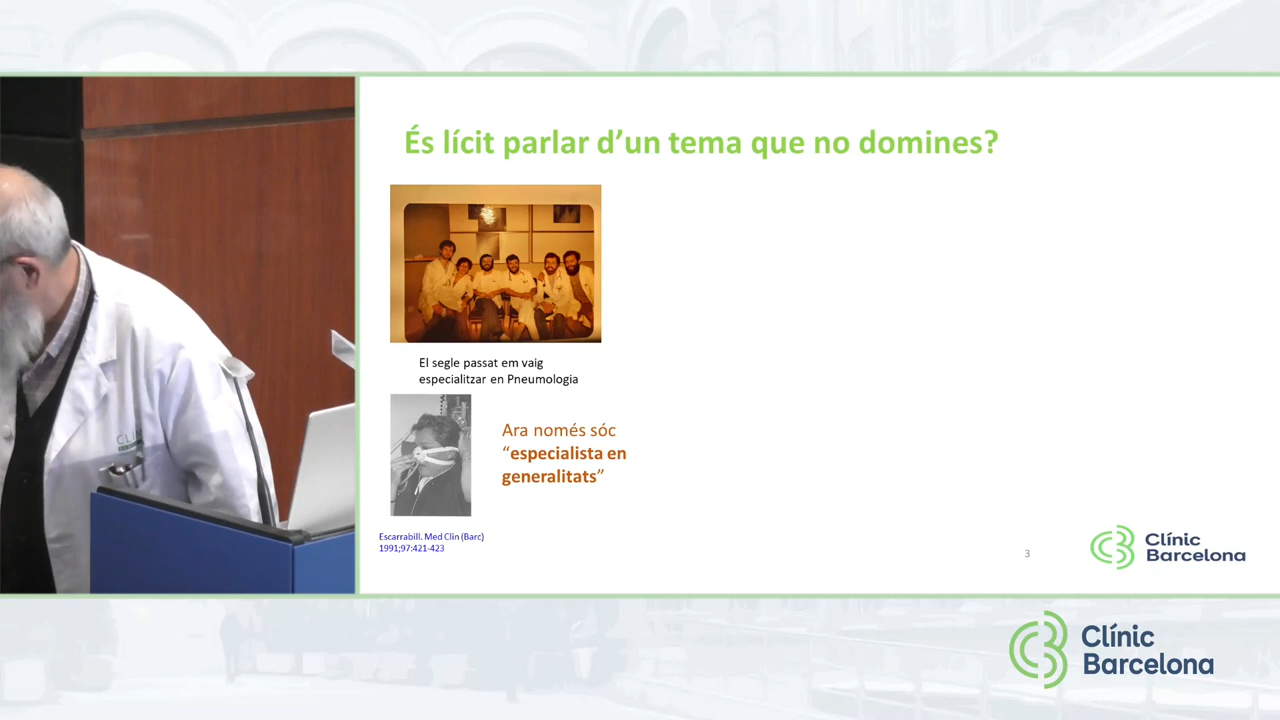 És lícit parlar d’un tema que no domines?
El segle passat em vaig
especialitzar en Pneumologia
Ara només sóc
“especialista en
generalitats”
Escarrabill. Med Clin (Barc)
1991;97:421-423
3
Clínic
Barcelona
Clínic
Barcelona